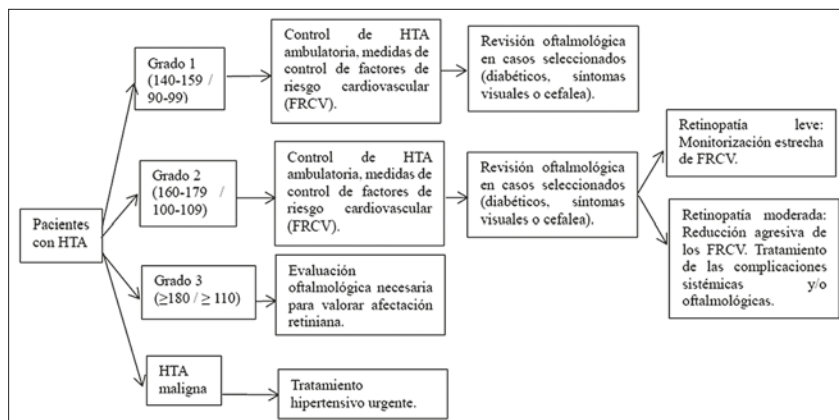 Pacientes
con HTA
Grado 1
(140-159 /
90-99)
Control de HTA
ambulatoria, medidas de
control de factores de
riesgo cardiovascular
(FRCV).
Revisión oftalmológica
en casos seleccionados
(diabéticos, síntomas
visuales o cefalea).
Grado 2
(160-179 /
100-109)
Control de HTA
ambulatoria, medidas de
control de factores de
riesgo cardiovascular
(FRCV).
Revisión oftalmológica
en casos seleccionados
(diabéticos, síntomas
visuales o cefalea).
Retinopatía leve:
Monitorización estrecha
de FRCV.
Retinopatía moderada:
Reducción agresiva de
los FRCV. Tratamiento
de las complicaciones
sistémicas y/o
oftalmológicas.
Grado 3
(≥180 / ≥ 110)
Evaluación
oftalmológica necesaria
para valorar afectación
retiniana.
HTA
maligna
Tratamiento
hipertensivo urgente.